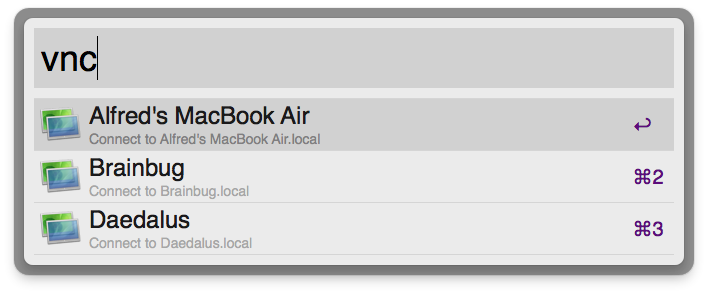 vnc
Alfred's MacBook Air
Connect to Alfred's MacBook Air.local
↩
Brainbug
Connect to Brainbug.local
⌘2
Daedalus
Connect to Daedalus.local
⌘3